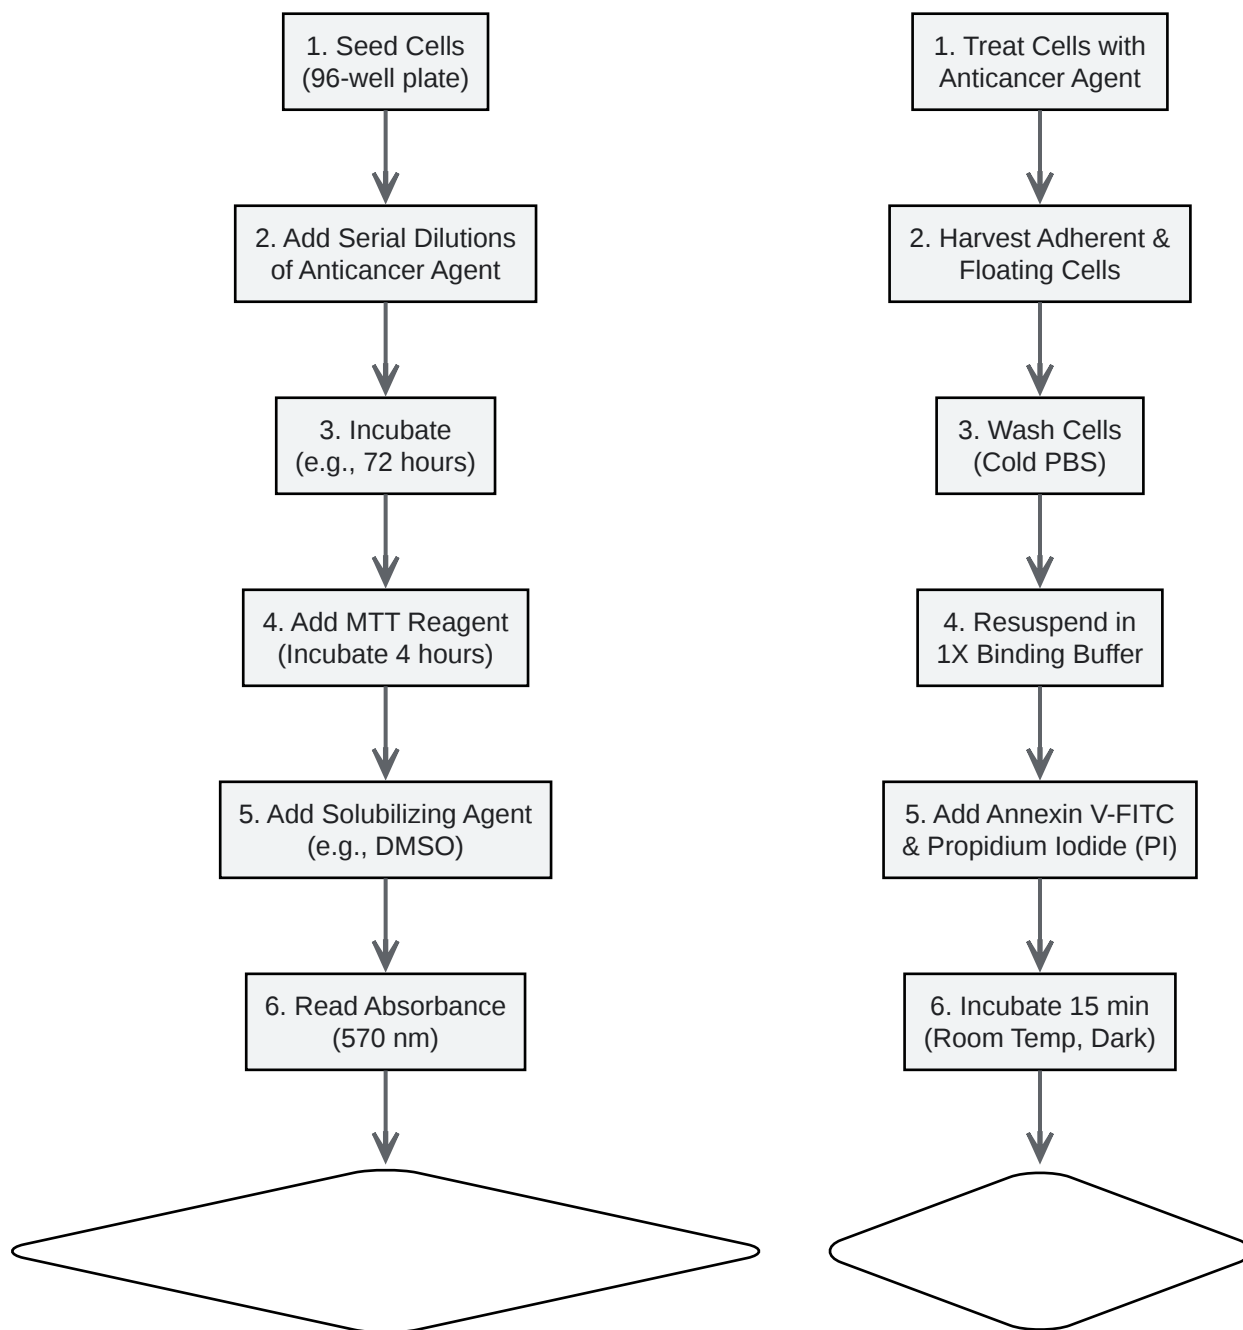 1. Seed Cells
(96-well plate)
2. Add Serial Dilutions
of Anticancer Agent
3. Incubate
(e.g., 72 hours)
4. Add MTT Reagent
(Incubate 4 hours)
5. Add Solubilizing Agent
(e.g., DMSO)
6. Read Absorbance
(570 nm)
1. Treat Cells with
Anticancer Agent
2. Harvest Adherent &
Floating Cells
3. Wash Cells
(Cold PBS)
4. Resuspend in
1X Binding Buffer
5. Add Annexin V-FITC
& Propidium Iodide (PI)
6. Incubate 15 min
(Room Temp, Dark)